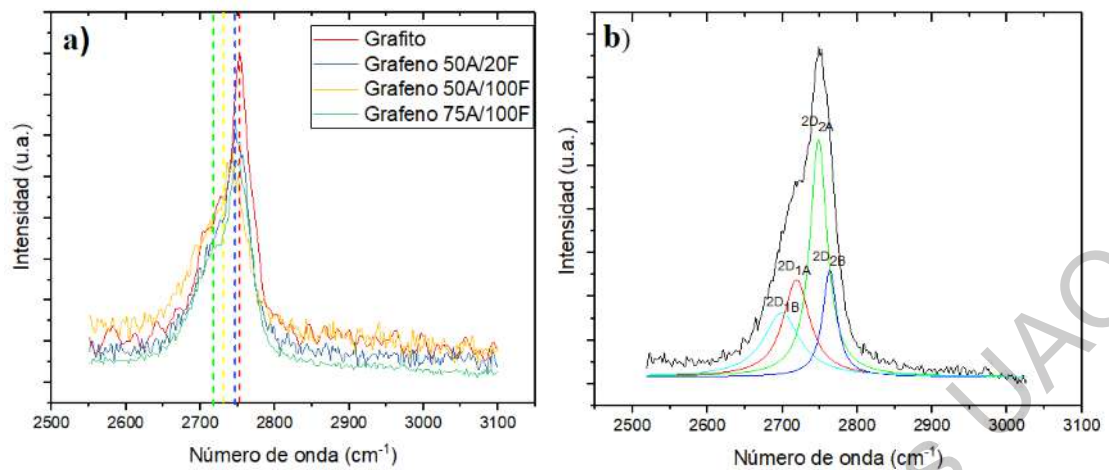 a)
Grafito
Grafeno 50A/20F
Grafeno 50A/100F
Grafeno 75A/100F
Intensidad (u.a.)
2500 2600 2700 2800 2900 3000 3100
Número de onda (cm-1)
b)
2D2A
2D2B
2D1A
2D1B
Intensidad (u.a.)
2500 2600 2700 2800 2900 3000 3100
Número de onda (cm-1)
s UAQ